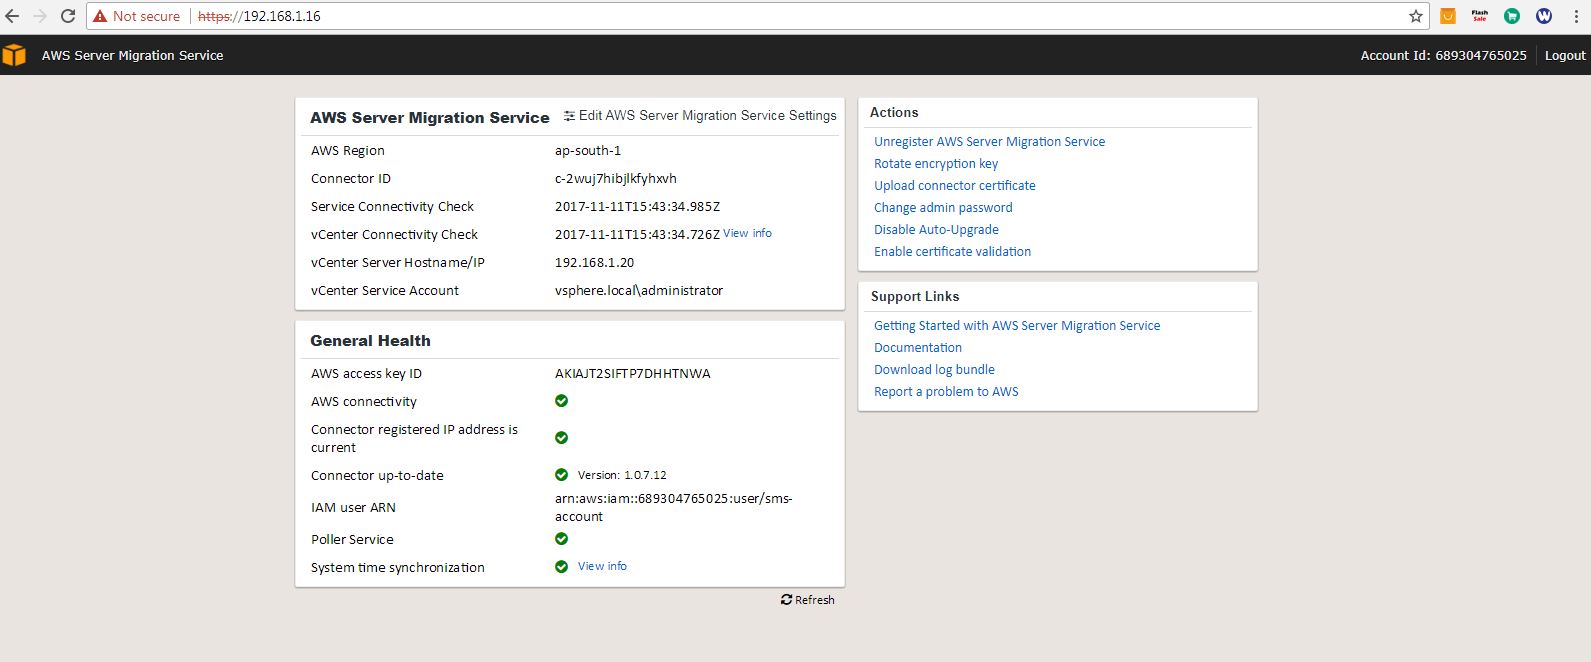 Not secure https://192.168.1.16
Flash
Sale
W
AWS Server Migration Service
Account Id: 689304765025
Logout
AWS Server Migration Service
Edit AWS Server Migration Service Settings
AWS Region ap-south-1
Connector ID c-2wuj7hibjlkfyhxvh
Service Connectivity Check 2017-11-11T15:43:34.985Z
vCenter Connectivity Check 2017-11-11T15:43:34.726Z View info
vCenter Server Hostname/IP 192.168.1.20
vCenter Service Account vsphere.local\administrator
General Health
AWS access key ID AKIAJT2SIFTP7DHHTNWA
AWS connectivity
Connector registered IP address is
current
Connector up-to-date Version: 1.0.7.12
IAM user ARN arn:aws:iam::689304765025:user/sms-
account
Poller Service
System time synchronization View info
Refresh
Actions
Unregister AWS Server Migration Service
Rotate encryption key
Upload connector certificate
Change admin password
Disable Auto-Upgrade
Enable certificate validation
Support Links
Getting Started with AWS Server Migration Service
Documentation
Download log bundle
Report a problem to AWS